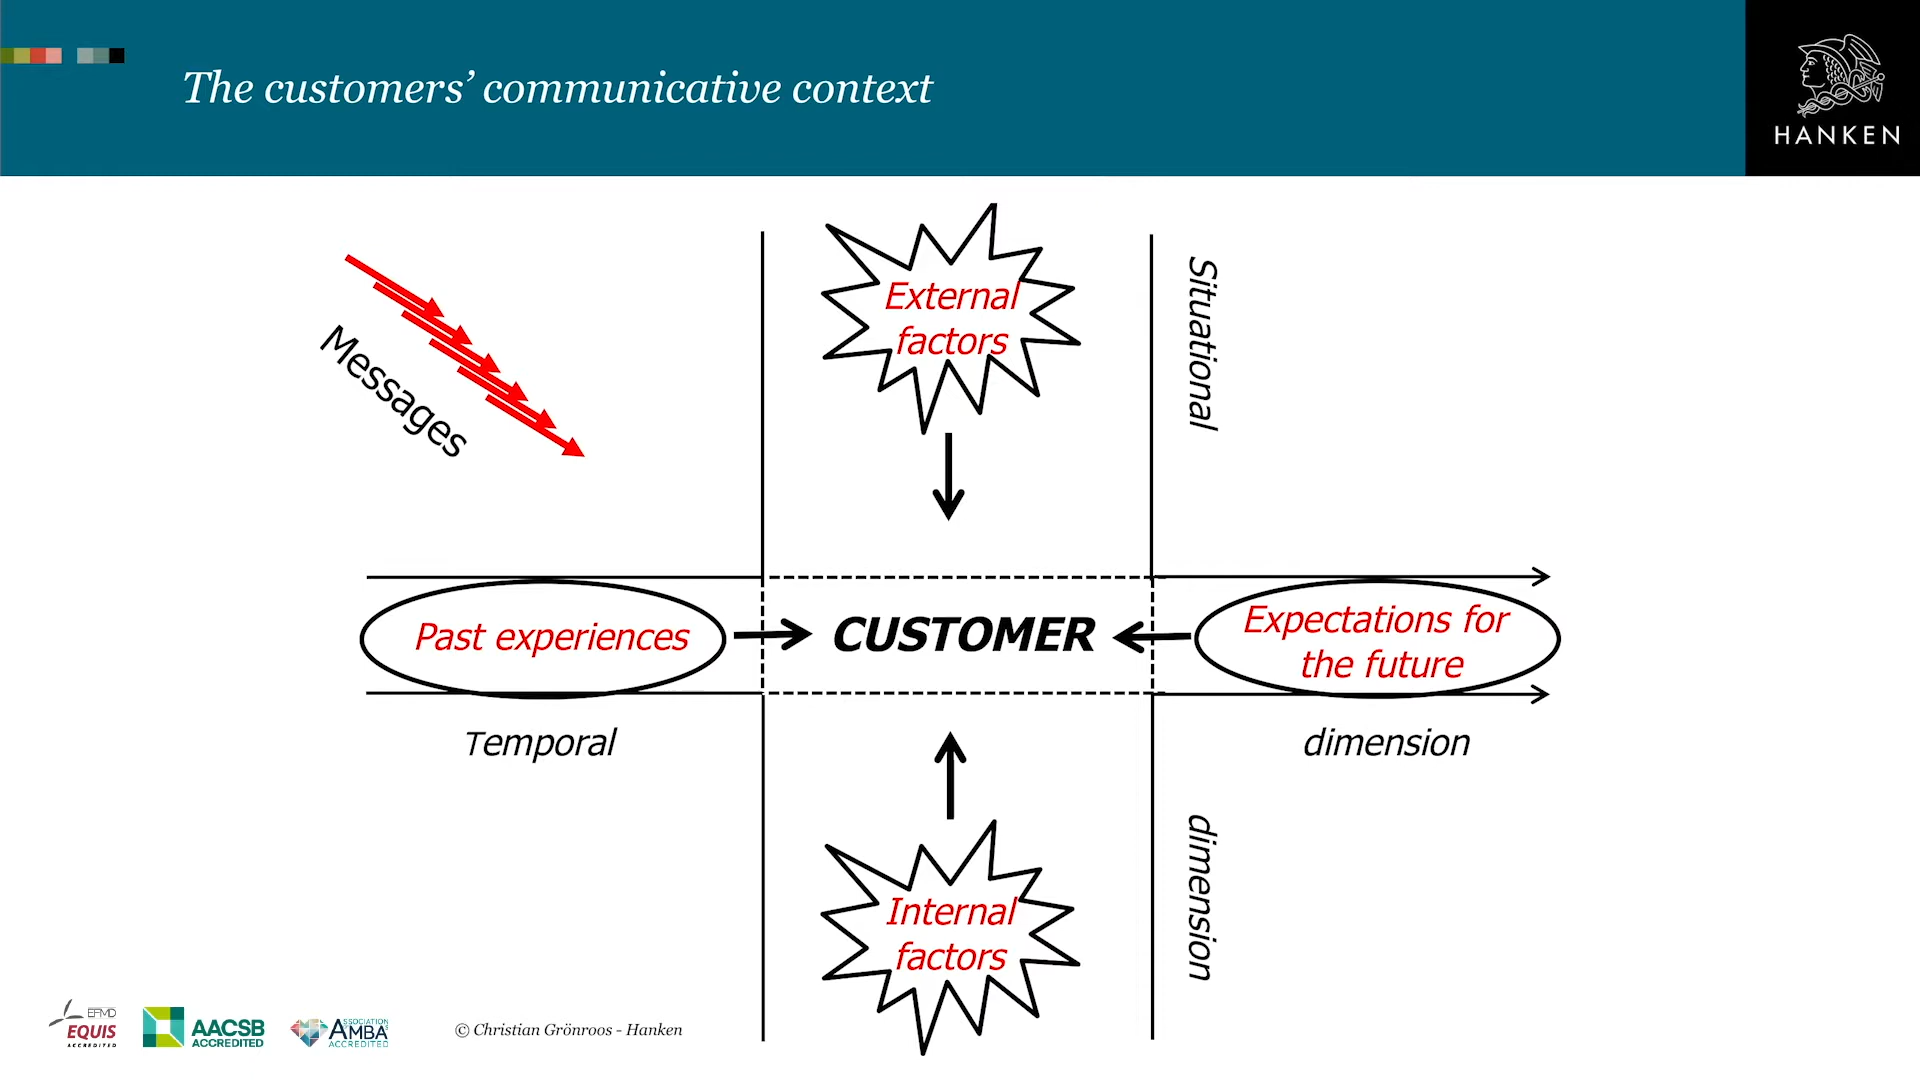 The customers’ communicative context
HANKEN
Messages
External
factors
Situational
Past experiences
CUSTOMER
Expectations for
the future
Temporal
dimension
dimension
Internal
factors
EFMD
EQUIS
ACCREDITED
AACSB
ACCREDITED
ASSOCIATION
AMBA
ACCREDITED
© Christian Grönroos - Hanken